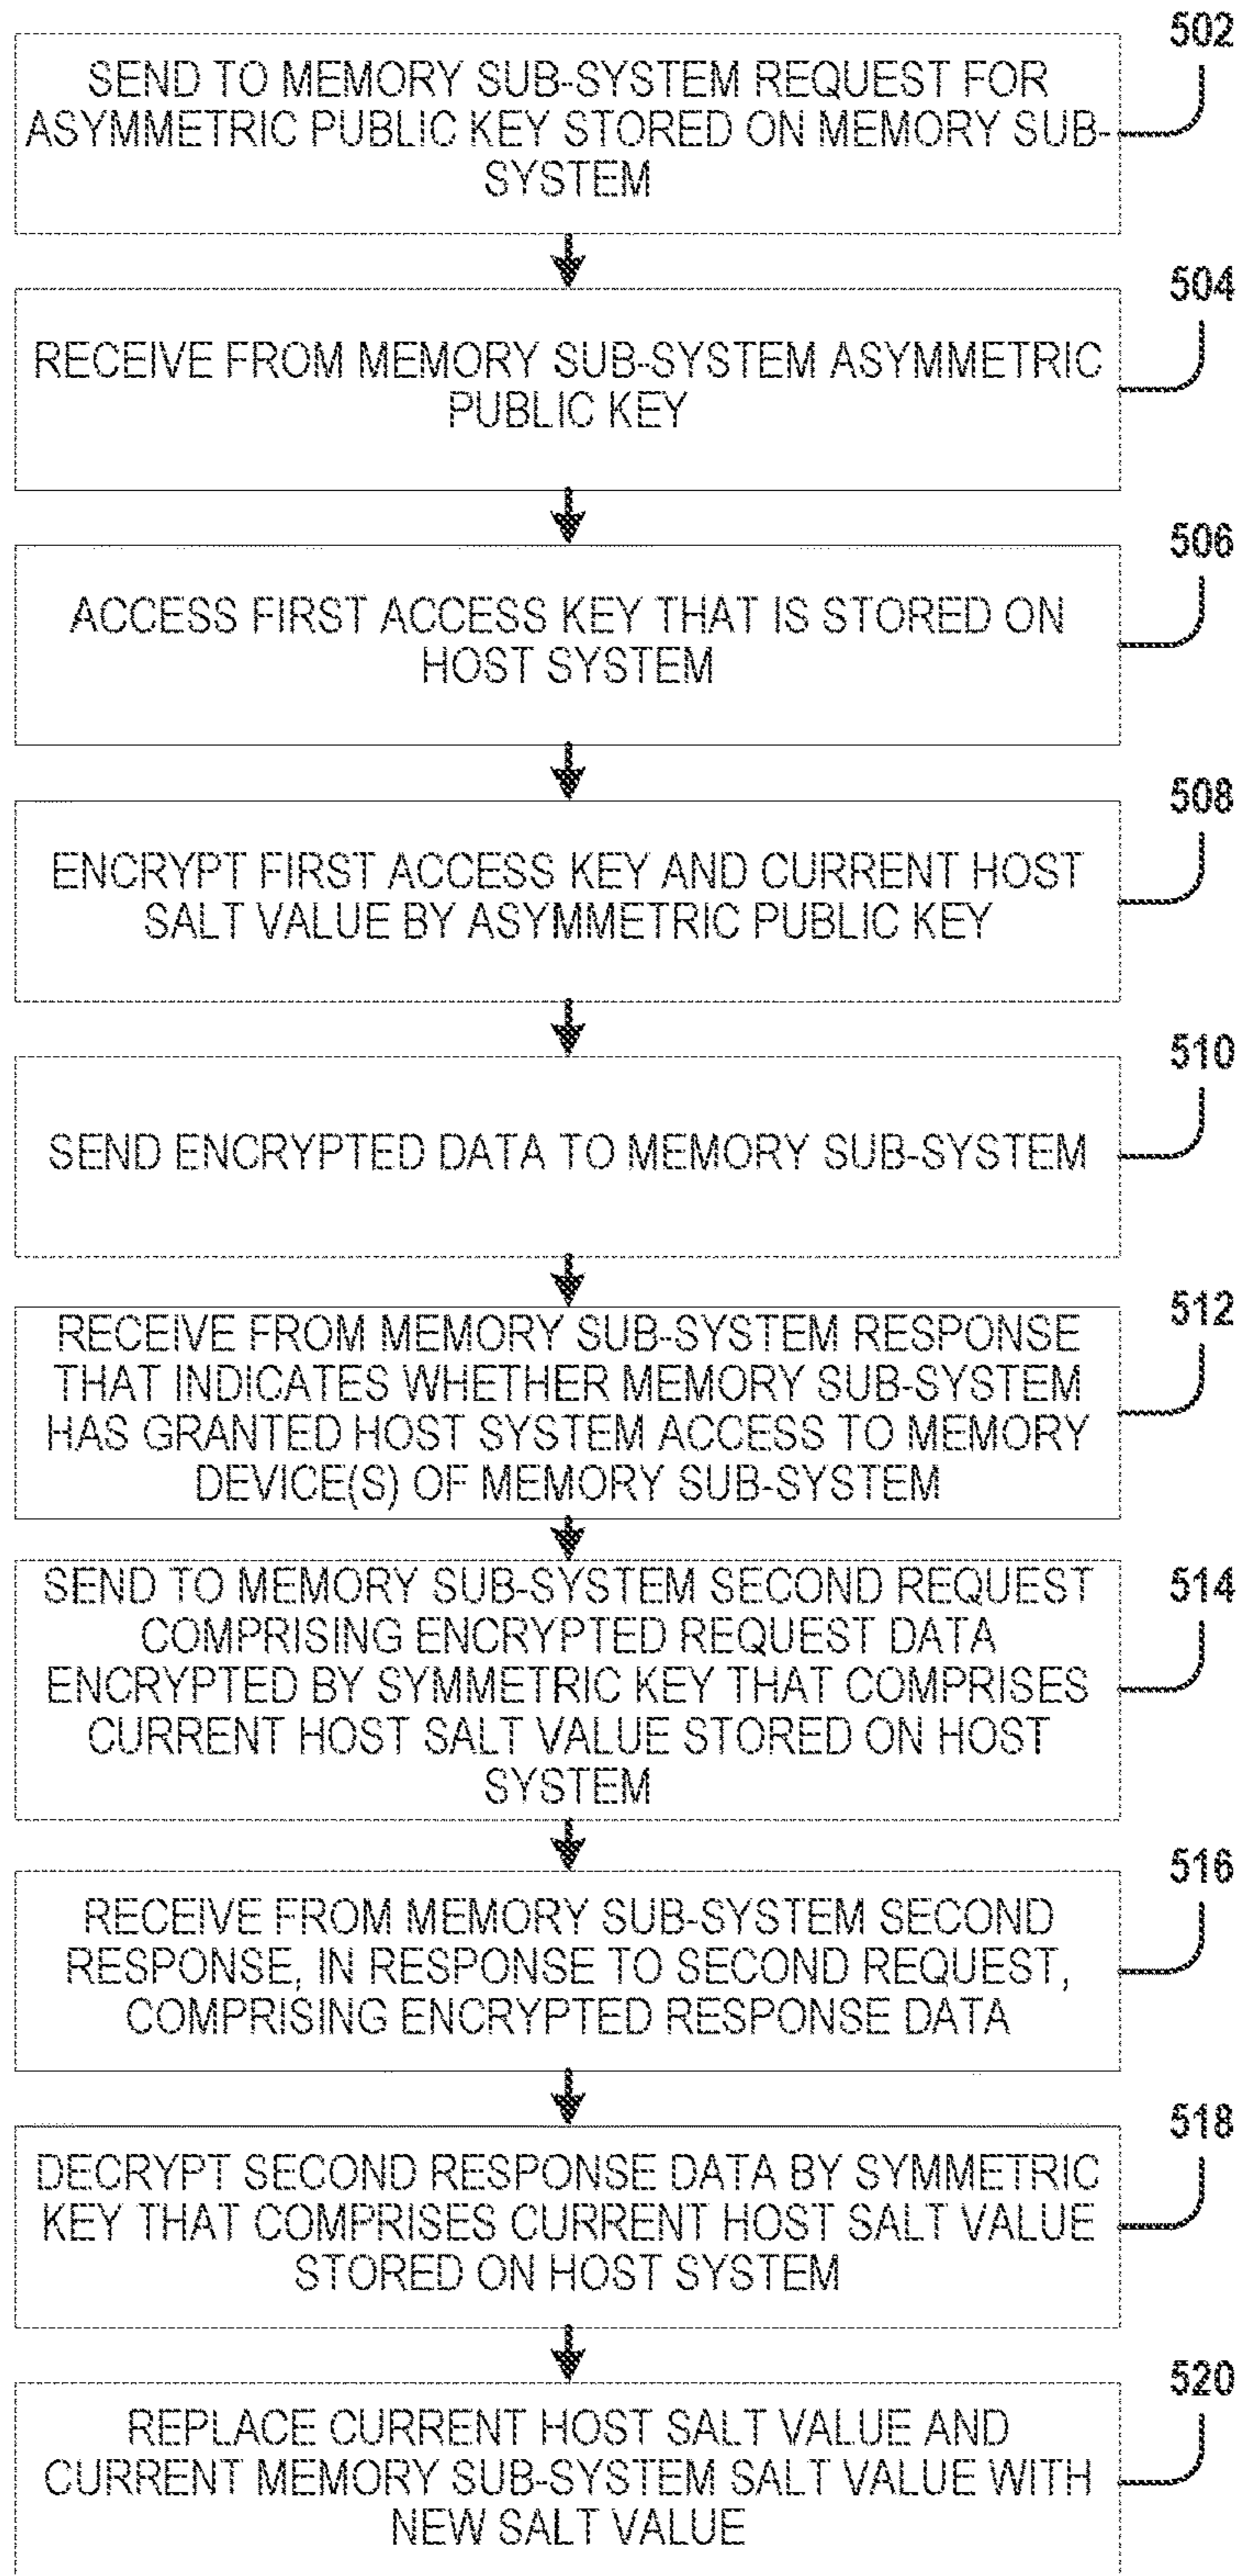 502
SEND TO MEMORY SUB-SYSTEM REQUEST FOR
ASYMMETRIC PUBLIC KEY STORED ON MEMORY SUB-
SYSTEM
504
RECEIVE FROM MEMORY SUB-SYSTEM ASYMMETRIC
PUBLIC KEY
506
ACCESS FIRST ACCESS KEY THAT IS STORED ON
HOST SYSTEM
508
ENCRYPT FIRST ACCESS KEY AND CURRENT HOST
SALT VALUE BY ASYMMETRIC PUBLIC KEY
510
SEND ENCRYPTED DATA TO MEMORY SUB-SYSTEM
512
RECEIVE FROM MEMORY SUB-SYSTEM RESPONSE
THAT INDICATES WHETHER MEMORY SUB-SYSTEM
HAS GRANTED HOST SYSTEM ACCESS TO MEMORY
DEVICE(S) OF MEMORY SUB-SYSTEM
514
SEND TO MEMORY SUB-SYSTEM SECOND REQUEST
COMPRISING ENCRYPTED REQUEST DATA
ENCRYPTED BY SYMMETRIC KEY THAT COMPRISES
CURRENT HOST SALT VALUE STORED ON HOST
SYSTEM
516
RECEIVE FROM MEMORY SUB-SYSTEM SECOND
RESPONSE, IN RESPONSE TO SECOND REQUEST,
COMPRISING ENCRYPTED RESPONSE DATA
518
DECRYPT SECOND RESPONSE DATA BY SYMMETRIC
KEY THAT COMPRISES CURRENT HOST SALT VALUE
STORED ON HOST SYSTEM
520
REPLACE CURRENT HOST SALT VALUE AND
CURRENT MEMORY SUB-SYSTEM SALT VALUE WITH
NEW SALT VALUE